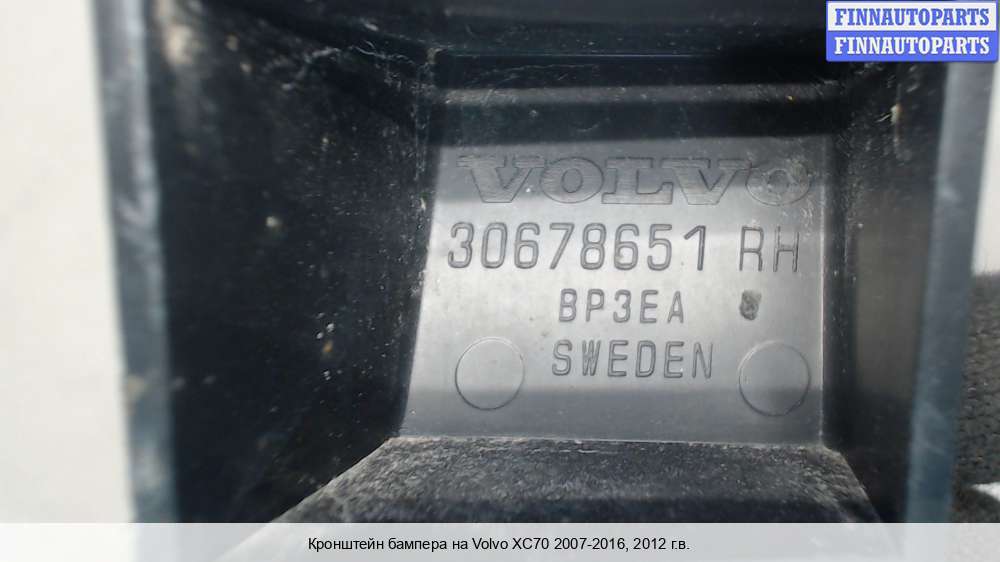 FINNAUTOPARTS
FINNAUTOPARTS
VOLVO
30678651 RH
BP3EA
SWEDEN
Кронштейн бампера на Volvo XC70 2007-2016, 2012 г.в.